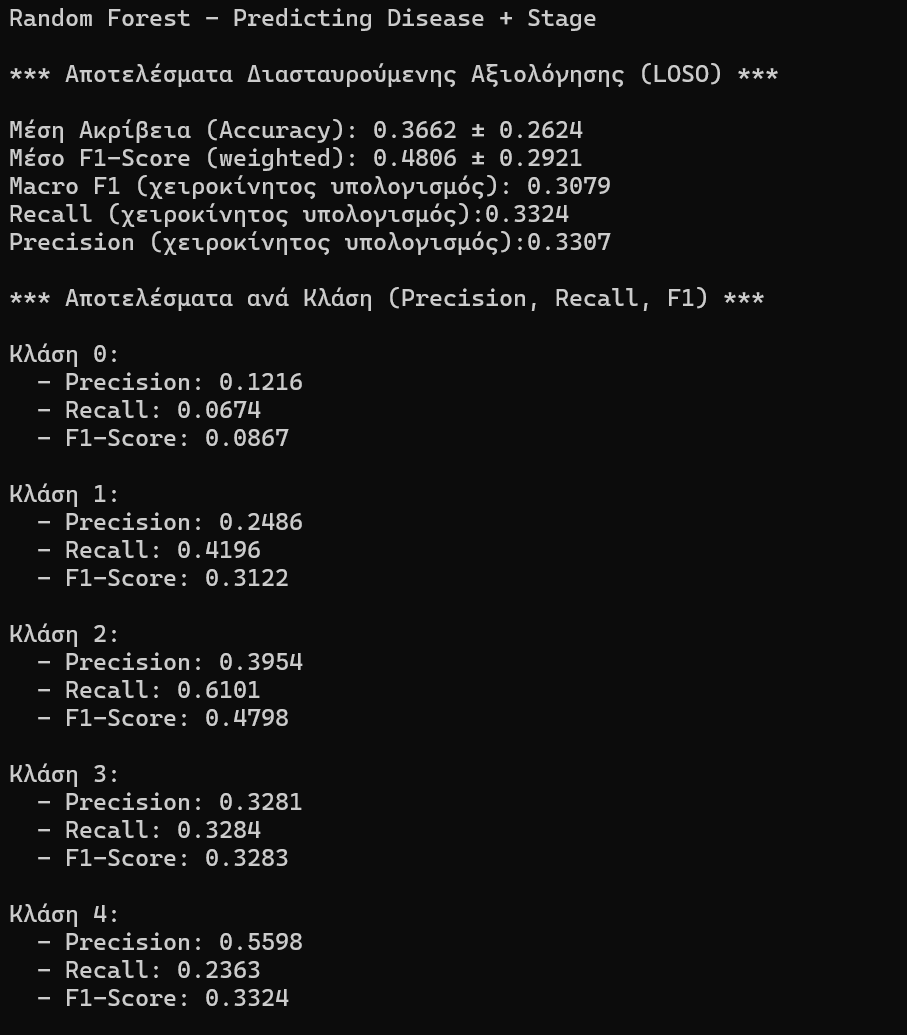 Random Forest - Predicting Disease + Stage
*** Αποτελέσματα Διασταυρούμενης Αξιολόγησης (LOSO) ***
Μέση Ακρίβεια (Accuracy): 0.3662 ± 0.2624
Μέσο F1-Score (weighted): 0.4806 ± 0.2921
Macro F1 (χειροκίνητος υπολογισμός): 0.3079
Recall (χειροκίνητος υπολογισμός):0.3324
Precision (χειροκίνητος υπολογισμός):0.3307
*** Αποτελέσματα ανά Κλάση (Precision, Recall, F1) ***
Κλάση 0:
- Precision: 0.1216
- Recall: 0.0674
- F1-Score: 0.0867
Κλάση 1:
- Precision: 0.2486
- Recall: 0.4196
- F1-Score: 0.3122
Κλάση 2:
- Precision: 0.3954
- Recall: 0.6101
- F1-Score: 0.4798
Κλάση 3:
- Precision: 0.3281
- Recall: 0.3284
- F1-Score: 0.3283
Κλάση 4:
- Precision: 0.5598
- Recall: 0.2363
- F1-Score: 0.3324